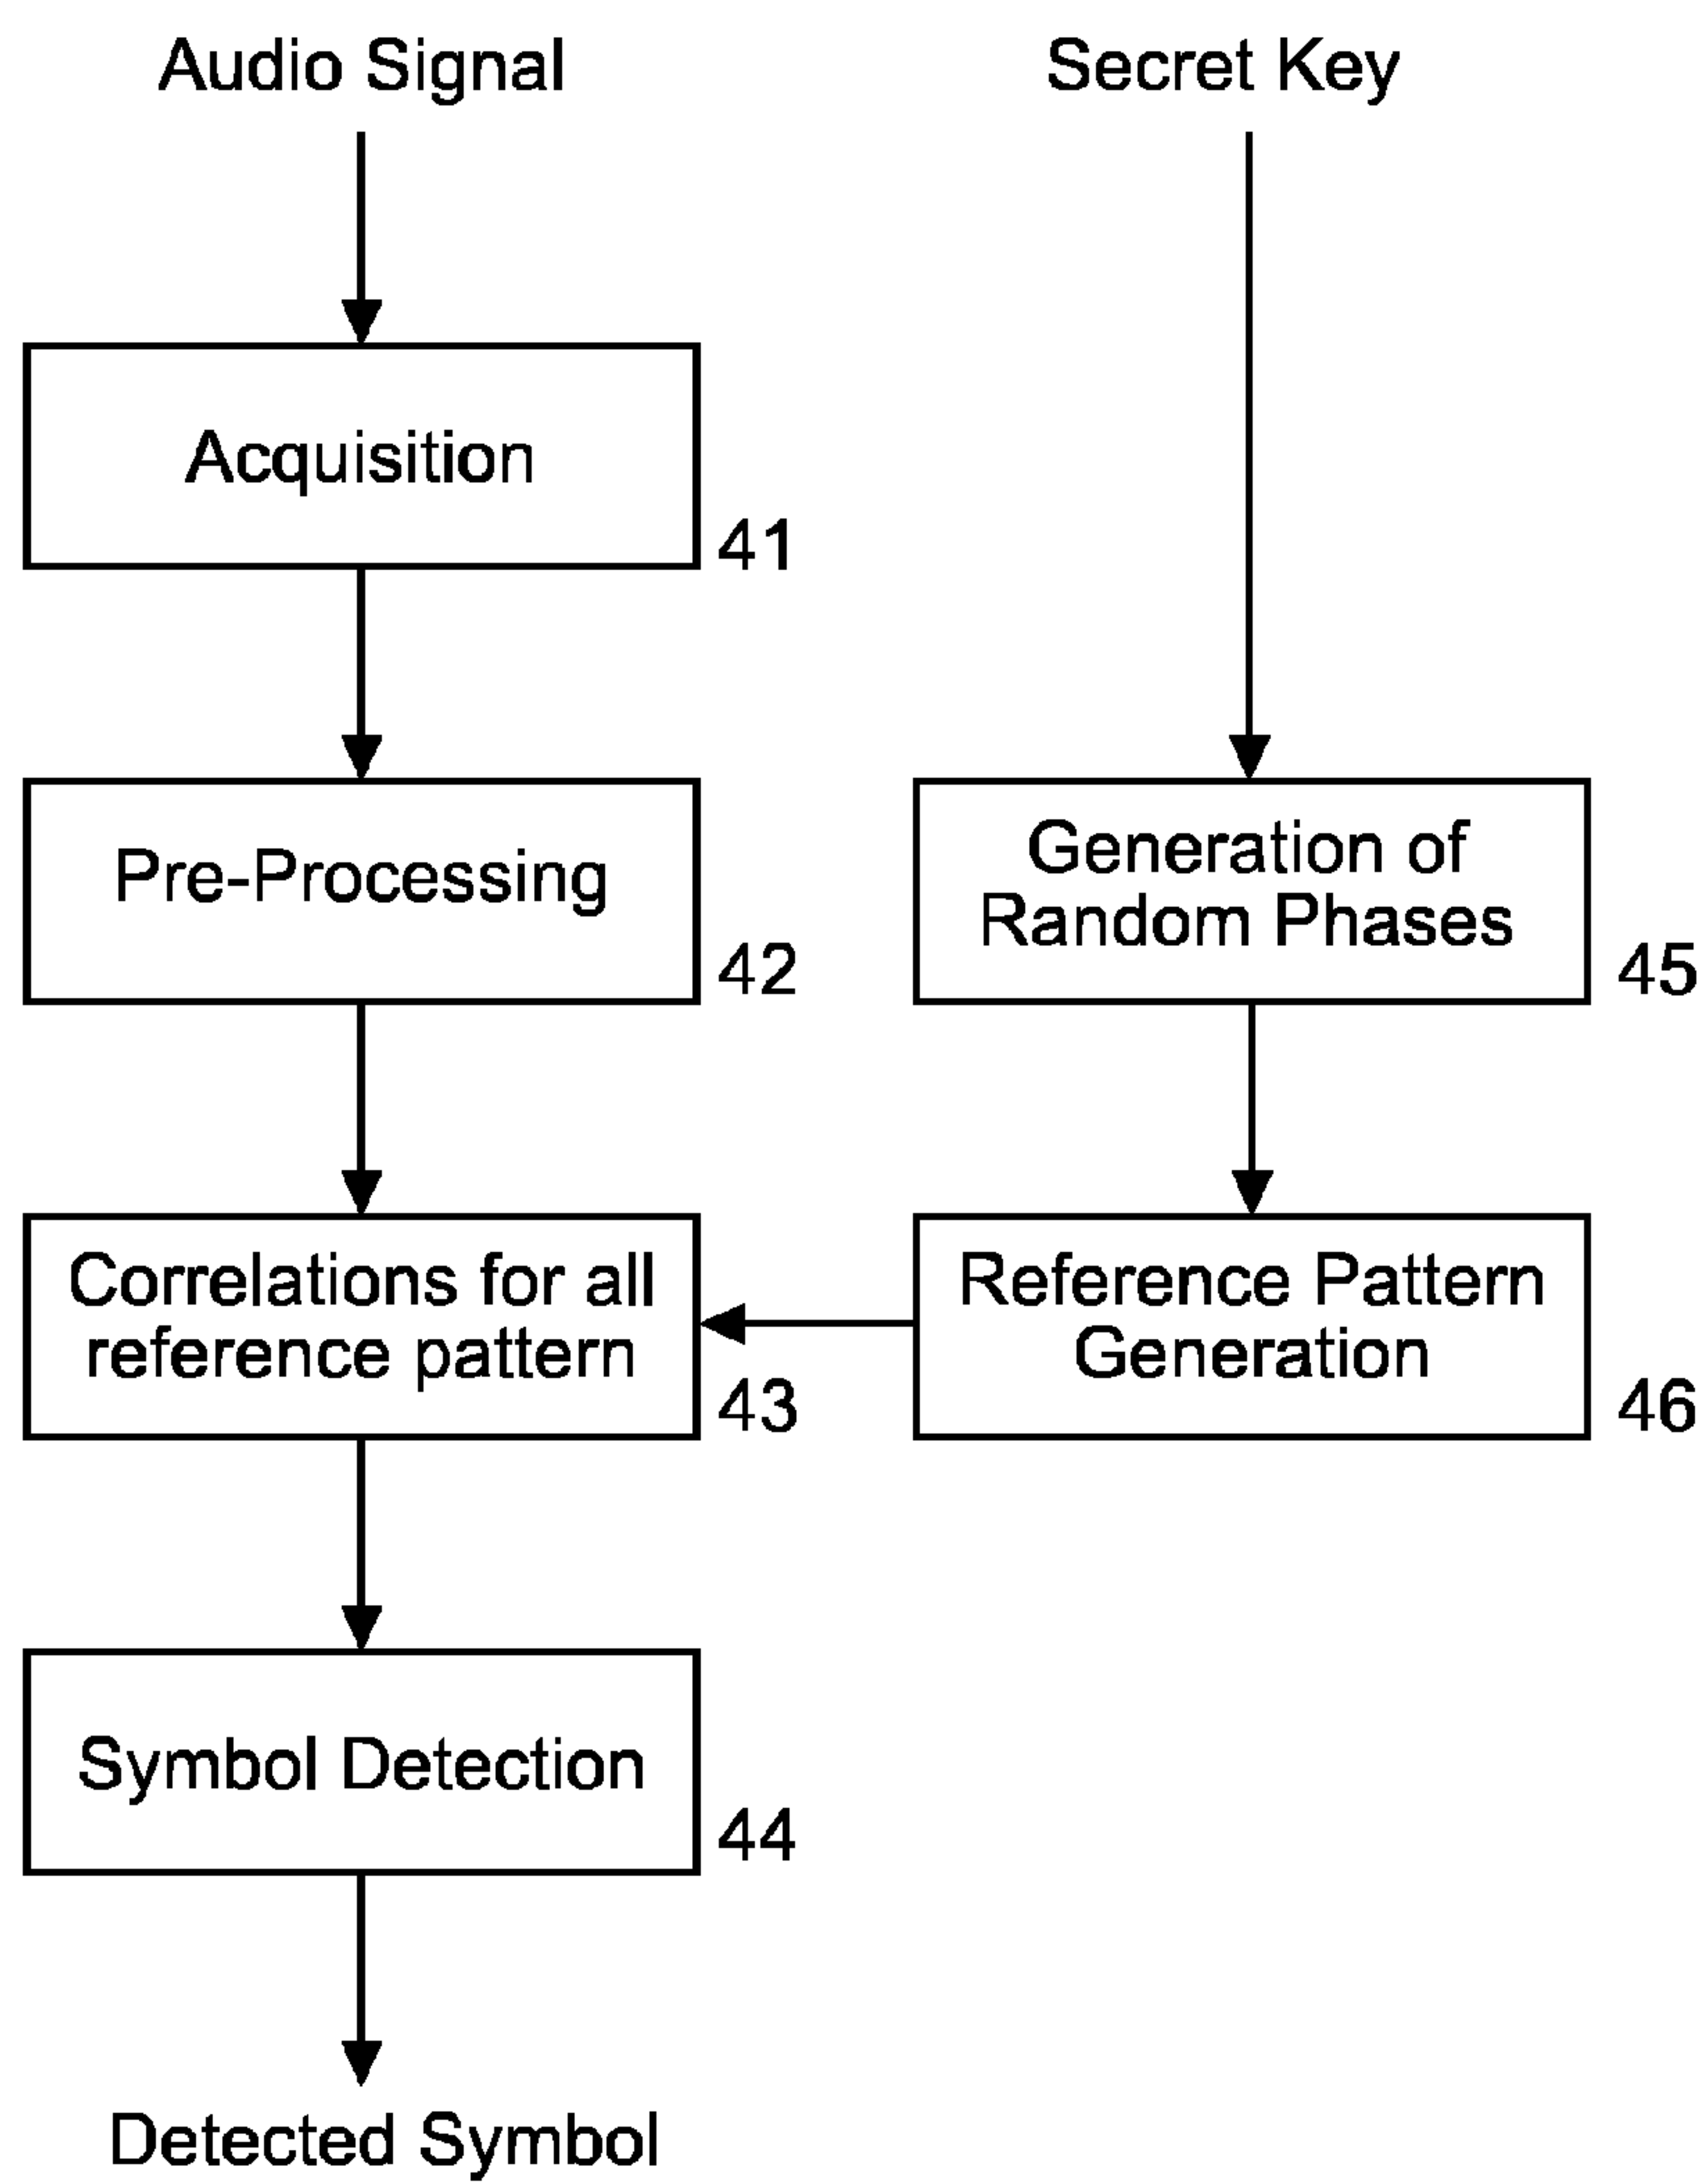 Audio Signal
Secret Key
Acquisition
41
Pre-Processing
42
Generation of
Random Phases
45
Correlations for all
reference pattern
43
Reference Pattern
Generation
46
Symbol Detection
44
Detected Symbol